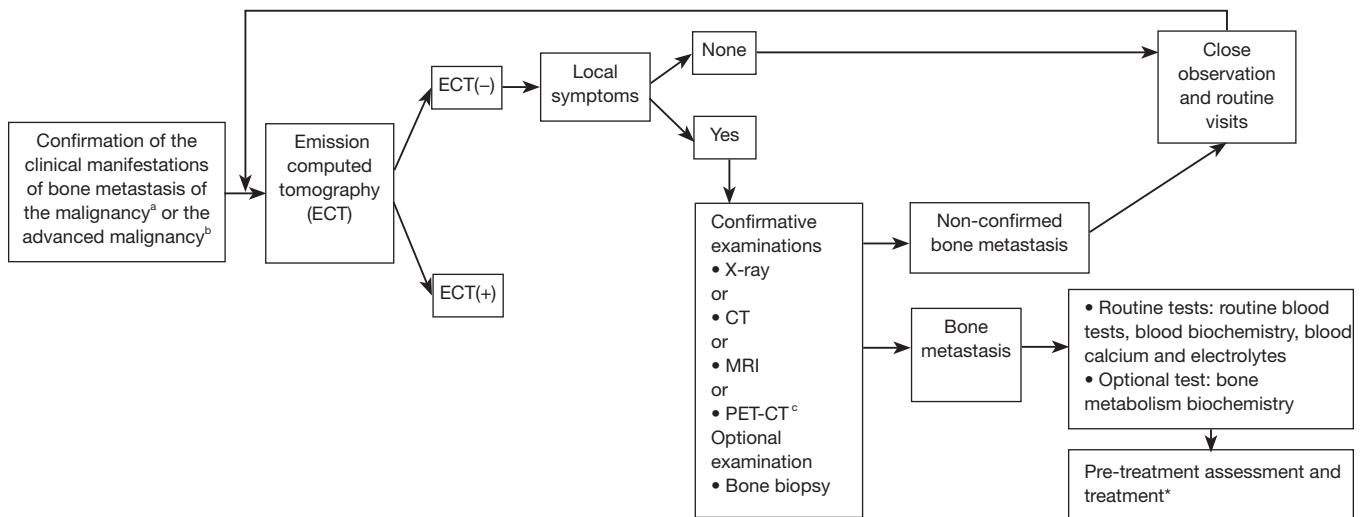 Confirmation of the
clinical manifestations
of bone metastasis of
the malignancyᵃ or the
advanced malignancyᵇ
Emission
computed
tomography
(ECT)
ECT(–)
ECT(+)
Local
symptoms
None
Yes
Close
observation
and routine
visits
Confirmative
examinations
• X-ray
or
• CT
or
• MRI
or
• PET-CT ᶜ
Optional
examination
• Bone biopsy
Non-confirmed
bone metastasis
Bone
metastasis
• Routine tests: routine blood
tests, blood biochemistry, blood
calcium and electrolytes
• Optional test: bone
metabolism biochemistry
Pre-treatment assessment and
treatment*